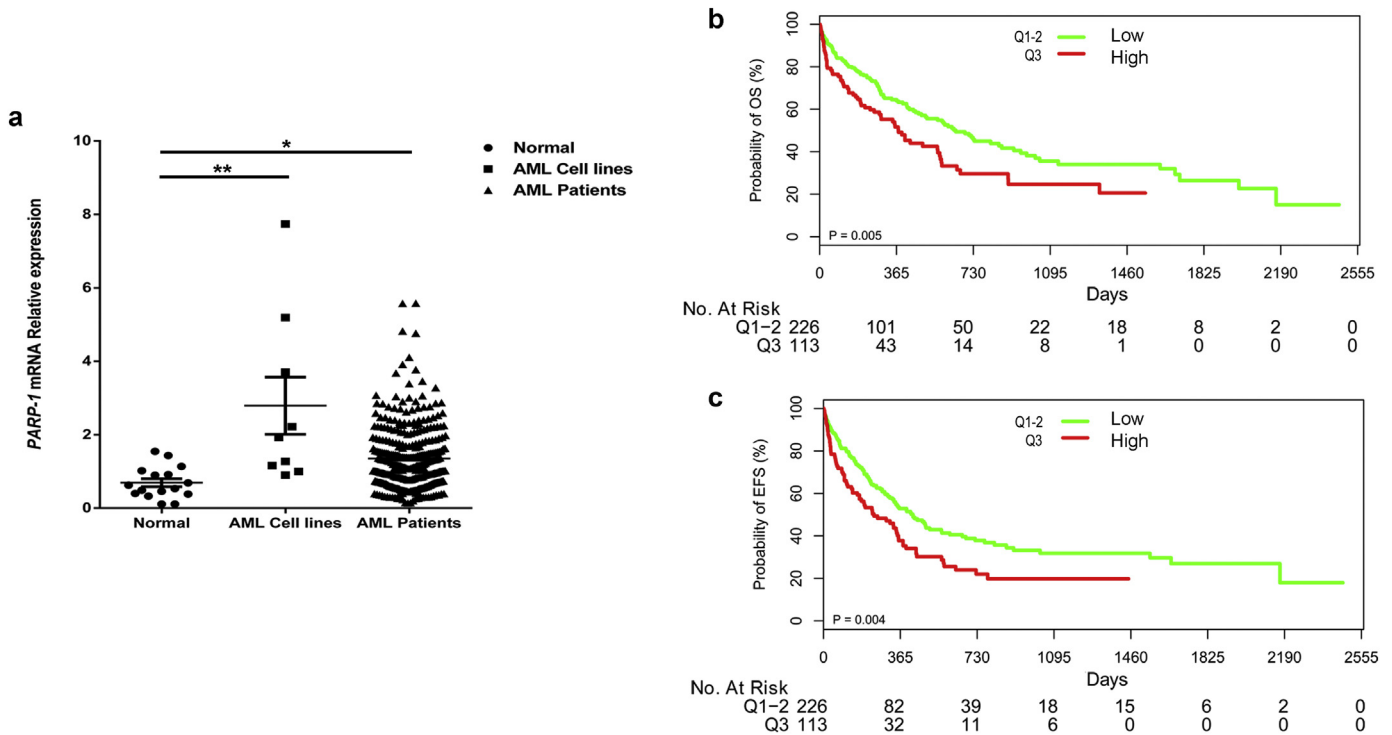 a
PARP-1 mRNA Relative expression
10
8
6
4
2
0
*
**
Normal
AML Cell lines
AML Patients
Normal AML Cell lines AML Patients
b
Probability of OS (%)
100
80
60
40
20
0
Q1-2 Low
Q3 High
P = 0.005
0 365 730 1095 1460 1825 2190 2555
Days
No. At Risk
Q1−2 226 101 50 22 18 8 2 0
Q3 113 43 14 8 1 0 0 0
c
Probability of EFS (%)
100
80
60
40
20
0
Q1-2 Low
Q3 High
P = 0.004
0 365 730 1095 1460 1825 2190 2555
Days
No. At Risk
Q1−2 226 82 39 18 15 6 2 0
Q3 113 32 11 6 0 0 0 0